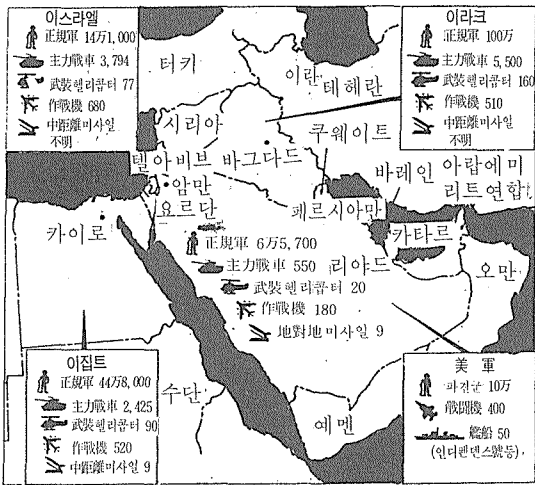 이스라엘
正規軍 14万1,000
主力戰車 3,794
武裝헬리콥터 77
作戰機 680
中距離미사일
不明
이라크
正規軍 100万
主力戰車 5,500
武裝헬리콥터 160
作戰機 510
中距離미사일
不明
터키
이란
테헤란
시리아
쿠웨이트
텔아비브
바그다드
암만
요르단
바레인
아랍에미
리트연합
페르시아만
카타르
카이로
리야드
오만
正規軍 6万5,700
主力戰車 550
武裝헬리콥터 20
作戰機 180
地對地미사일 9
이집트
正規軍 44万8,000
主力戰車 2,425
武裝헬리콥터 90
作戰機 520
中距離미사일 9
수단
예멘
美軍
파견군 10万
戰闘機 400
艦船 50
(인디펜덴스號등)